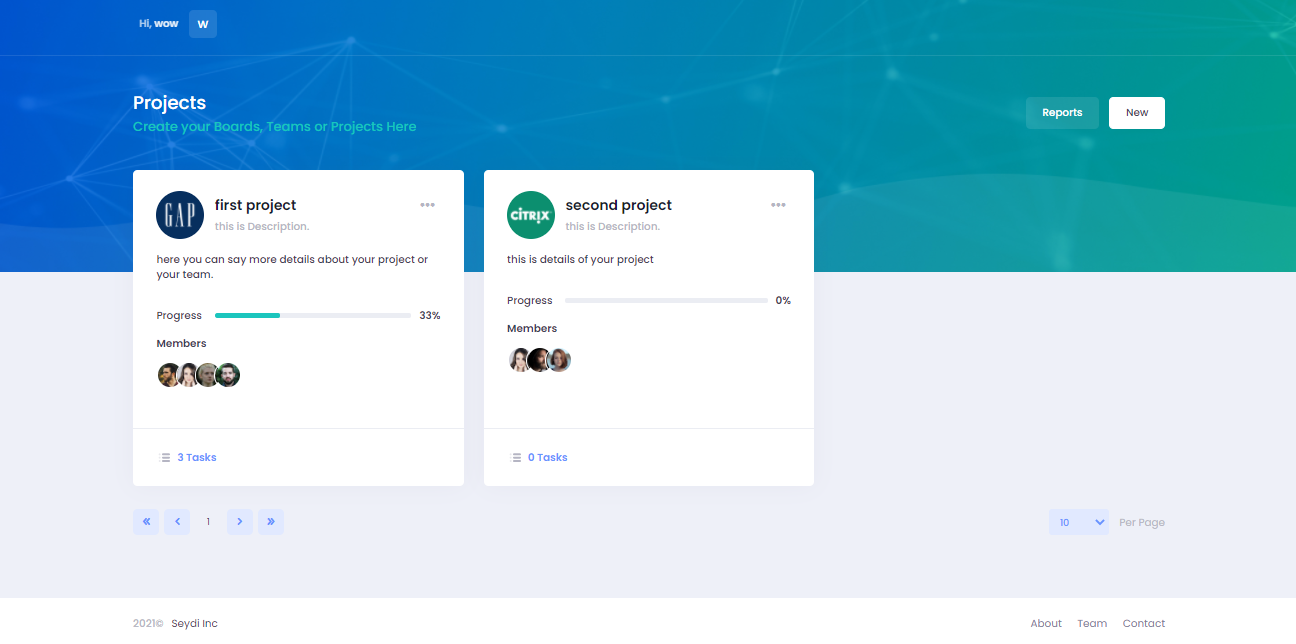 Hi, wow W
Projects
Create your Boards, Teams or Projects Here
Reports
New
GAP
first project
this is Description.
here you can say more details about your project or
your team.
Progress 33%
Members
3 Tasks
CİTRIX
second project
this is Description.
this is details of your project
Progress 0%
Members
0 Tasks
1
10 Per Page
2021© Seydi Inc
About Team Contact